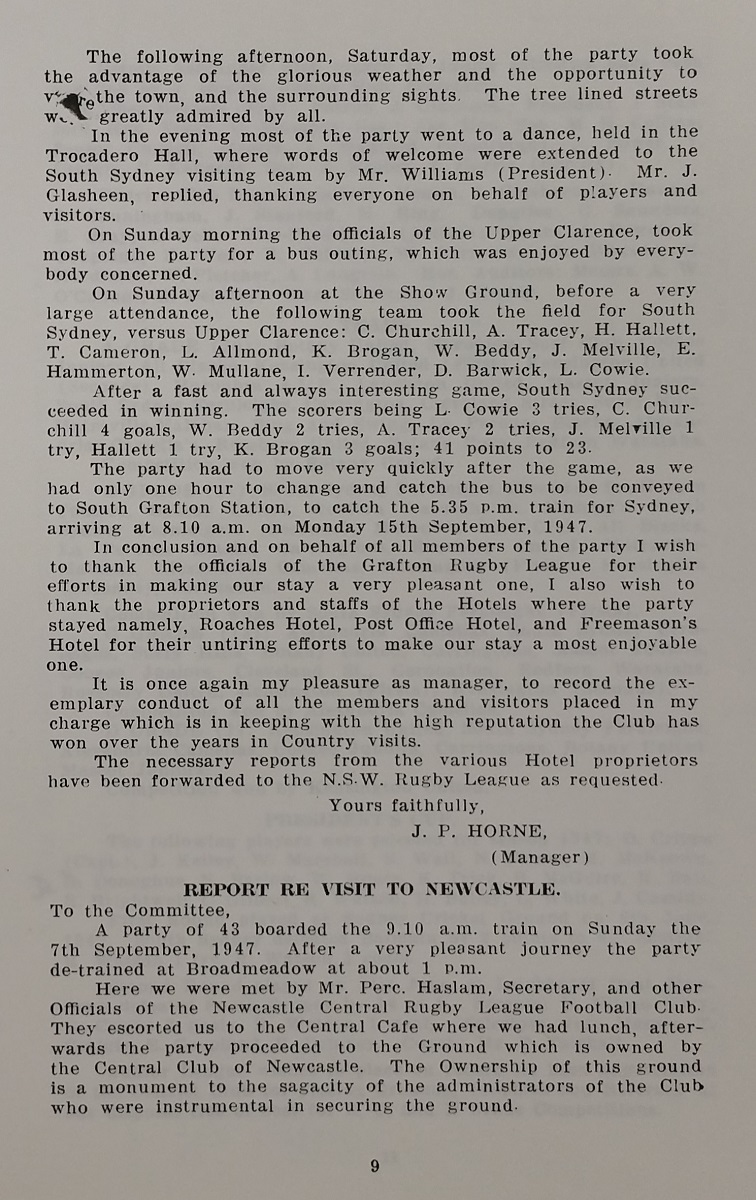 The following afternoon, Saturday, most of the party took
the advantage of the glorious weather and the opportunity to
the town, and the surrounding sights. The tree lined streets
greatly admired by all.
In the evening most of the party went to a dance, held in the
Trocadero Hall, where words of welcome were extended to the
South Sydney visiting team by Mr. Williams (President). Mr. J.
Glasheen, replied, thanking everyone on behalf of players and
visitors.
On Sunday morning the officials of the Upper Clarence, took
most of the party for a bus outing, which was enjoyed by every-
body concerned.
On Sunday afternoon at the Show Ground, before a very
large attendance, the following team took the field for South
Sydney, versus Upper Clarence: C. Churchill, A. Tracey, H. Hallett,
T. Cameron, L. Allmond, K. Brogan, W. Beddy, J. Melville, E.
Hammerton, W. Mullane, I. Verrender, D. Barwick, L. Cowie.
After a fast and always interesting game, South Sydney suc-
ceeded in winning. The scorers being L. Cowie 3 tries, C. Chur-
chill 4 goals, W. Beddy 2 tries, A. Tracey 2 tries, J. Melville 1
try, Hallett 1 try, K. Brogan 3 goals; 41 points to 23.
The party had to move very quickly after the game, as we
had only one hour to change and catch the bus to be conveyed
to South Grafton Station, to catch the 5.35 p.m. train for Sydney,
arriving at 8.10 a.m. on Monday 15th September, 1947.
In conclusion and on behalf of all members of the party I wish
to thank the officials of the Grafton Rugby League for their
efforts in making our stay a very pleasant one, I also wish to
thank the proprietors and staffs of the Hotels where the party
stayed namely, Roaches Hotel, Post Office Hotel, and Freemason's
Hotel for their untiring efforts to make our stay a most enjoyable
one.
It is once again my pleasure as manager, to record the ex-
emplary conduct of all the members and visitors placed in my
charge which is in keeping with the high reputation the Club has
won over the years in Country visits.
The necessary reports from the various Hotel proprietors
have been forwarded to the N.S.W. Rugby League as requested.
Yours faithfully,
J. P. HORNE,
(Manager)
REPORT RE VISIT TO NEWCASTLE.
To the Committee,
A party of 43 boarded the 9.10 a.m. train on Sunday the
7th September, 1947. After a very pleasant journey the party
de-trained at Broadmeadow at about 1 p.m.
Here we were met by Mr. Perc. Haslam, Secretary, and other
Officials of the Newcastle Central Rugby League Football Club.
They escorted us to the Central Cafe where we had lunch, after-
wards the party proceeded to the Ground which is owned by
the Central Club of Newcastle. The Ownership of this ground
is a monument to the sagacity of the administrators of the Club
who were instrumental in securing the ground.
9